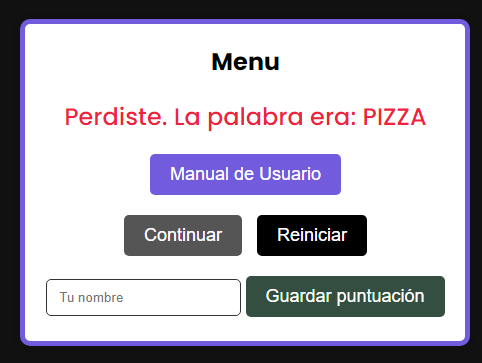 Menu
Perdiste. La palabra era: PIZZA
Manual de Usuario
Continuar Reiniciar
Tu nombre Guardar puntuación